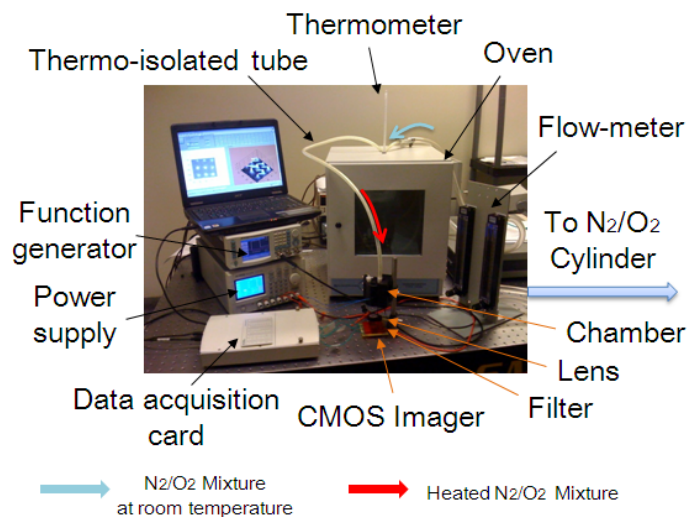 Thermometer
Thermo-isolated tube
Oven
Flow-meter
Function
generator
To N2/O2
Cylinder
Power
supply
Chamber
Lens
Data acquisition
card
CMOS Imager
Filter
N2/O2 Mixture
at room temperature
Heated N2/O2 Mixture